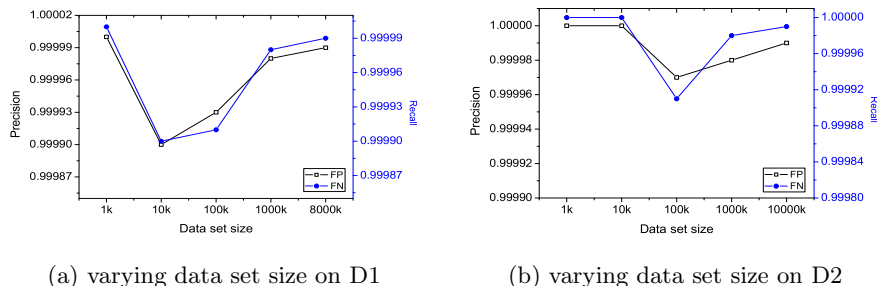 1.00002
0.99999
0.99996
0.99993
0.99990
0.99987
Precision
0.99999
0.99996
0.99993
0.99990
0.99987
Recall
FP
FN
1k 10k 100k 1000k 8000k
Data set size
(a) varying data set size on D1
1.00000
0.99998
0.99996
0.99994
0.99992
0.99990
Precision
1.00000
0.99996
0.99992
0.99988
0.99984
0.99980
Recall
FP
FN
1k 10k 100k 1000k 10000k
Data set size
(b) varying data set size on D2